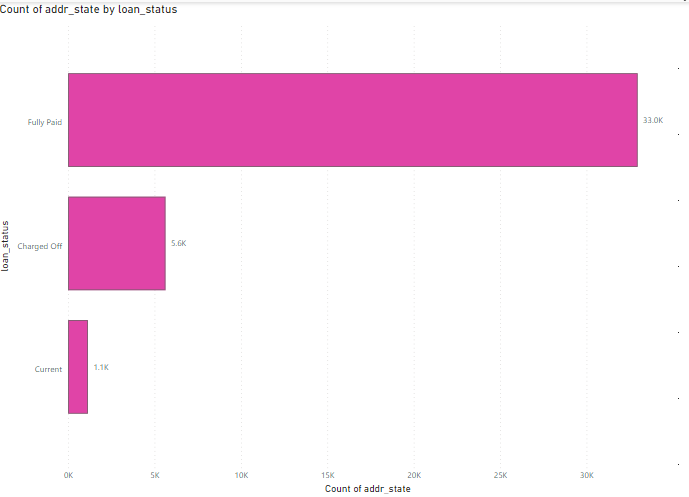 Count of addr_state by loan_status
Fully Paid
33.0K
Charged Off
5.6K
Current
1.1K
loan_status
0K
5K
10K
15K
20K
25K
30K
Count of addr_state